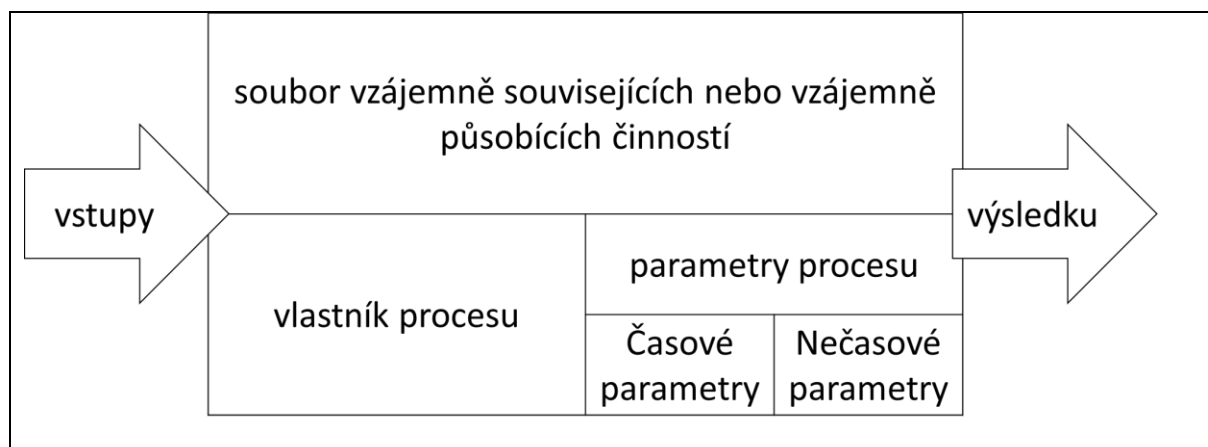 soubor vzájemně souvisejících nebo vzájemně
působících činností
vstupy
výsledku
vlastník procesu
parametry procesu
Časové
parametry
Nečasové
parametry